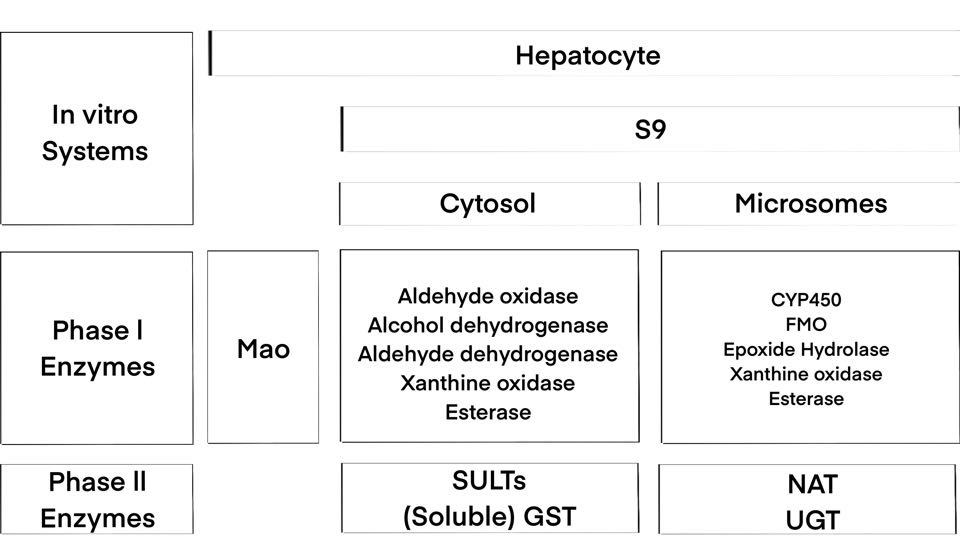 Hepatocyte
In vitro
Systems
S9
Cytosol
Microsomes
Phase I
Enzymes
Mao
Aldehyde oxidase
Alcohol dehydrogenase
Aldehyde dehydrogenase
Xanthine oxidase
Esterase
CYP450
FMO
Epoxide Hydrolase
Xanthine oxidase
Esterase
Phase II
Enzymes
SULTs
(Soluble) GST
NAT
UGT